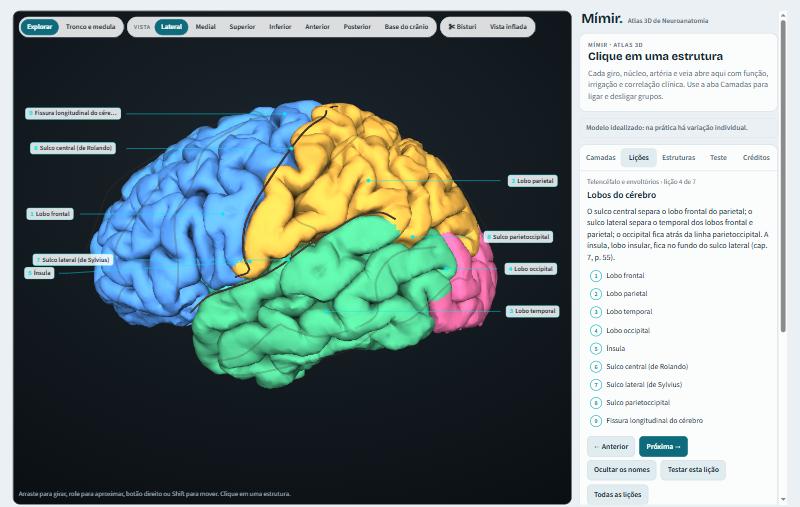 Explorar Tronco e medula VISTA Lateral Medial Superior Inferior Anterior Posterior Base do crânio Bisturi Vista inflada
9 Fissura longitudinal do cére...
6 Sulco central (de Rolando)
3 Lobo parietal
1 Lobo frontal
8 Sulco parietoccipital
7 Sulco lateral (de Sylvius)
5 Ínsula
4 Lobo occipital
3 Lobo temporal
Arraste para girar, role para aproximar, botão direito ou Shift para mover. Clique em uma estrutura.
Mímir. Atlas 3D de Neuroanatomia
MÍMIR · ATLAS 3D
Clique em uma estrutura
Cada giro, núcleo, artéria e veia abre aqui com função,
irrigação e correlação clínica. Use a aba Camadas para
ligar e desligar grupos.
Modelo idealizado: na prática há variação individual.
Camadas Lições Estruturas Teste Créditos
Telencéfalo e envoltórios · lição 4 de 7
Lobos do cérebro
O sulco central separa o lobo frontal do parietal; o
sulco lateral separa o temporal dos lobos frontal e
parietal; o occipital fica atrás da linha parietoccipital. A
ínsula, lobo insular, fica no fundo do sulco lateral (cap.
7, p. 55).
1 Lobo frontal
2 Lobo parietal
3 Lobo temporal
4 Lobo occipital
5 Ínsula
6 Sulco central (de Rolando)
7 Sulco lateral (de Sylvius)
8 Sulco parietoccipital
9 Fissura longitudinal do cérebro
← Anterior Próxima →
Ocultar os nomes Testar esta lição
Todas as lições